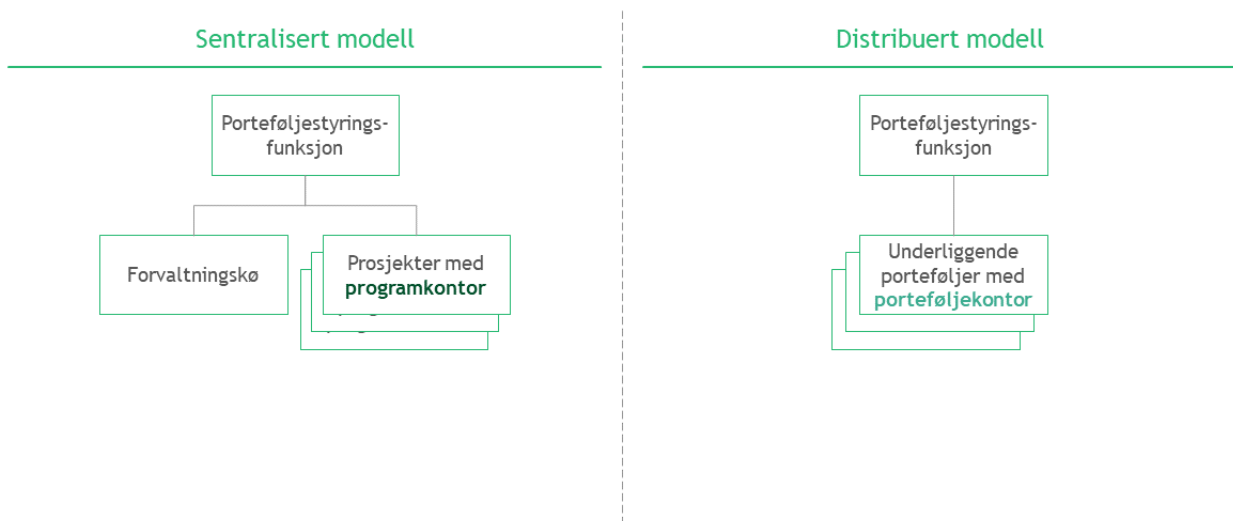 Sentralisert modell
Porteføljestyrings-
funksjon
Forvaltningskø
Prosjekter med
programkontor
Distribuert modell
Porteføljestyrings-
funksjon
Underliggende
porteføljer med
porteføljekontor